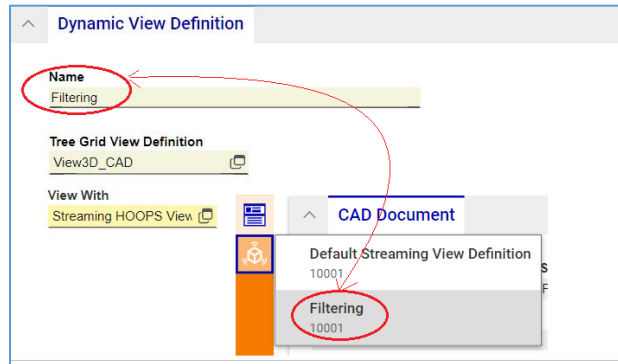 Dynamic View Definition
Name
Filtering
Tree Grid View Definition
View3D_CAD
View With
Streaming HOOPS View
CAD Document
Default Streaming View Definition
10001
S
F
Filtering
10001